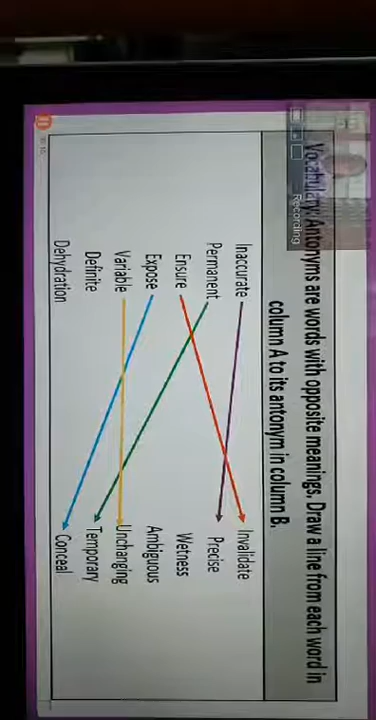 Recording
Vocabulary: Antonyms are words with opposite meanings. Draw a line from each word in
column A to its antonym in column B.
Inaccurate Invalidate
Permanent Precise
Ensure Wetness
Expose Ambiguous
Variable Unchanging
Definite Temporary
Dehydration Conceal